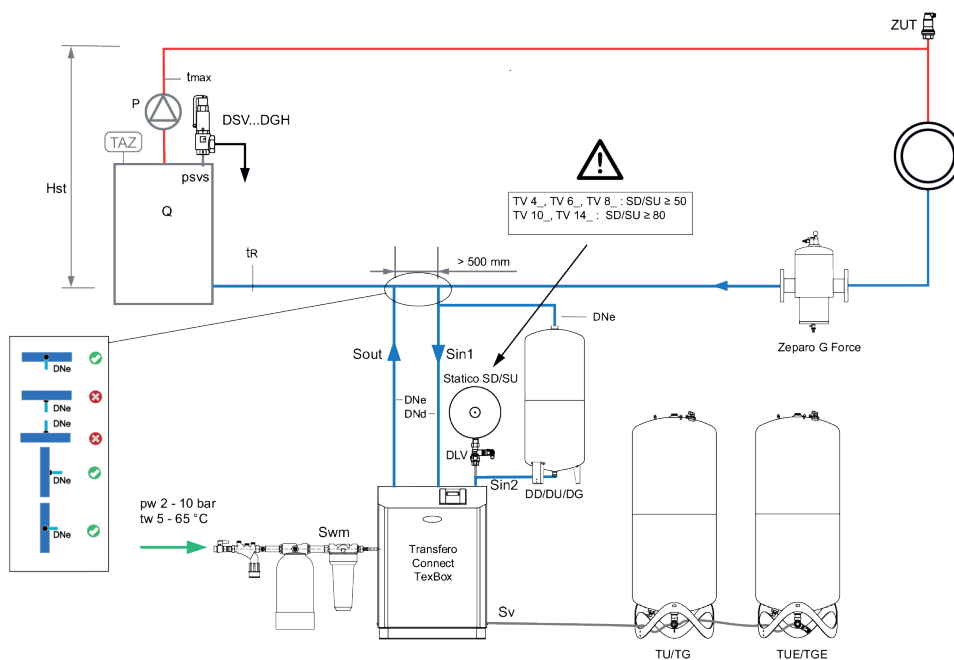 ZUT
tmax
P
DSV...DGH
TAZ
psvs
Hst
Q
TV 4_, TV 6_, TV 8_ : SD/SU ≥ 50
TV 10_, TV 14_ : SD/SU ≥ 80
tR
> 500 mm
DNe
Zeparo G Force
Sout
Sin1
Statico SD/SU
DNe
DNd
DLV
Sin2
DD/DU/DG
DNe
DNe
DNe
DNe
DNe
pw 2 - 10 bar
tw 5 - 65 °C
Swm
Transfero
Connect
TexBox
Sv
TU/TG
TUE/TGE